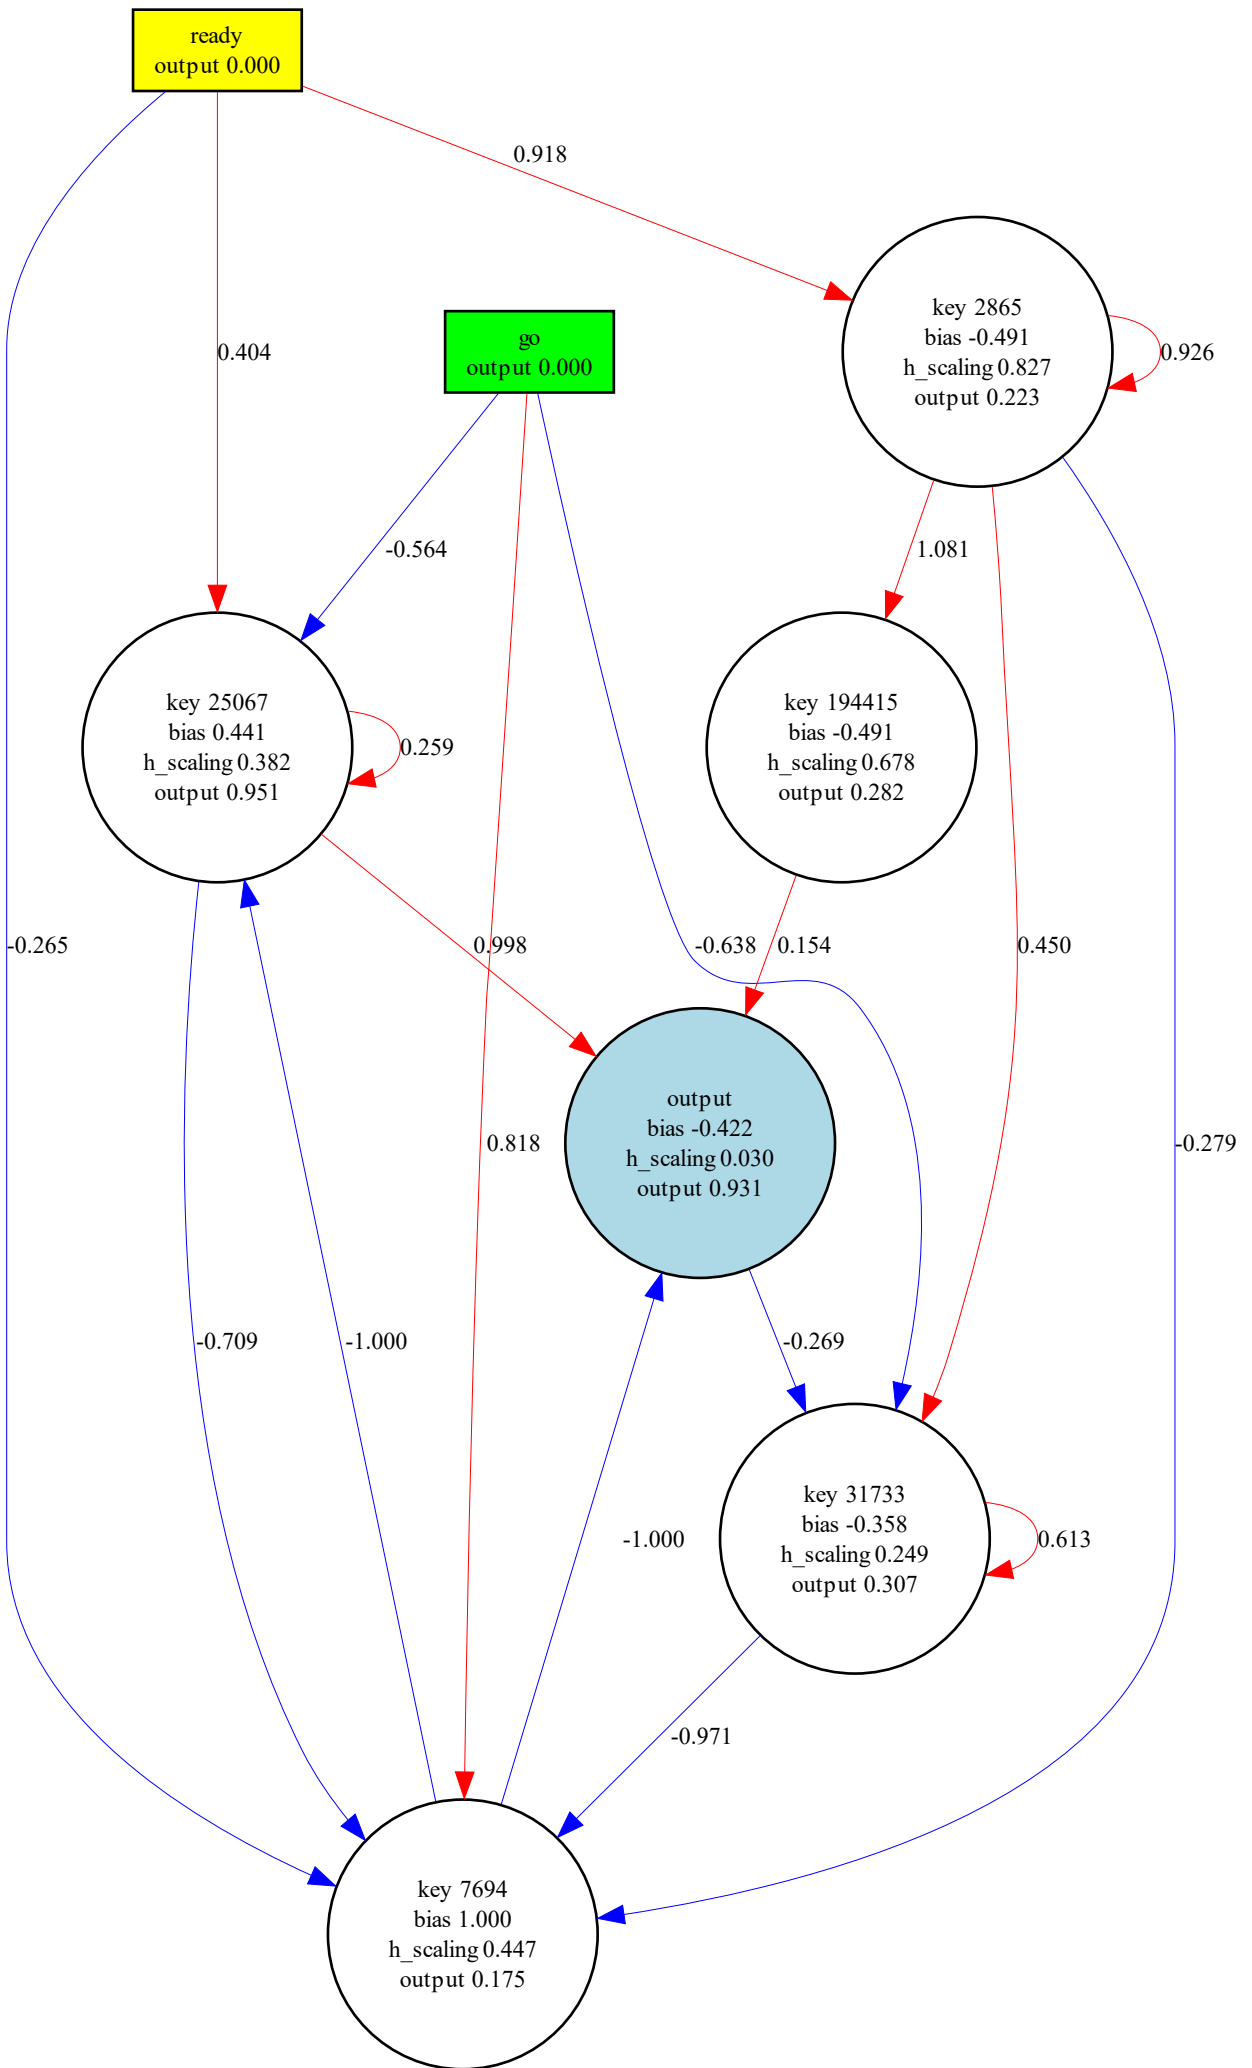 ready
output 0.000
0.918
key 2865
bias -0.491
h_scaling 0.827
output 0.223
0.926
go
output 0.000
0.404
-0.564
1.081
key 25067
bias 0.441
h_scaling 0.382
output 0.951
0.259
key 194415
bias -0.491
h_scaling 0.678
output 0.282
-0.265
0.998
-0.638
0.154
0.450
output
bias -0.422
h_scaling 0.030
output 0.931
0.818
-0.279
-0.709
-1.000
-0.269
key 31733
bias -0.358
h_scaling 0.249
output 0.307
-1.000
0.613
-0.971
key 7694
bias 1.000
h_scaling 0.447
output 0.175